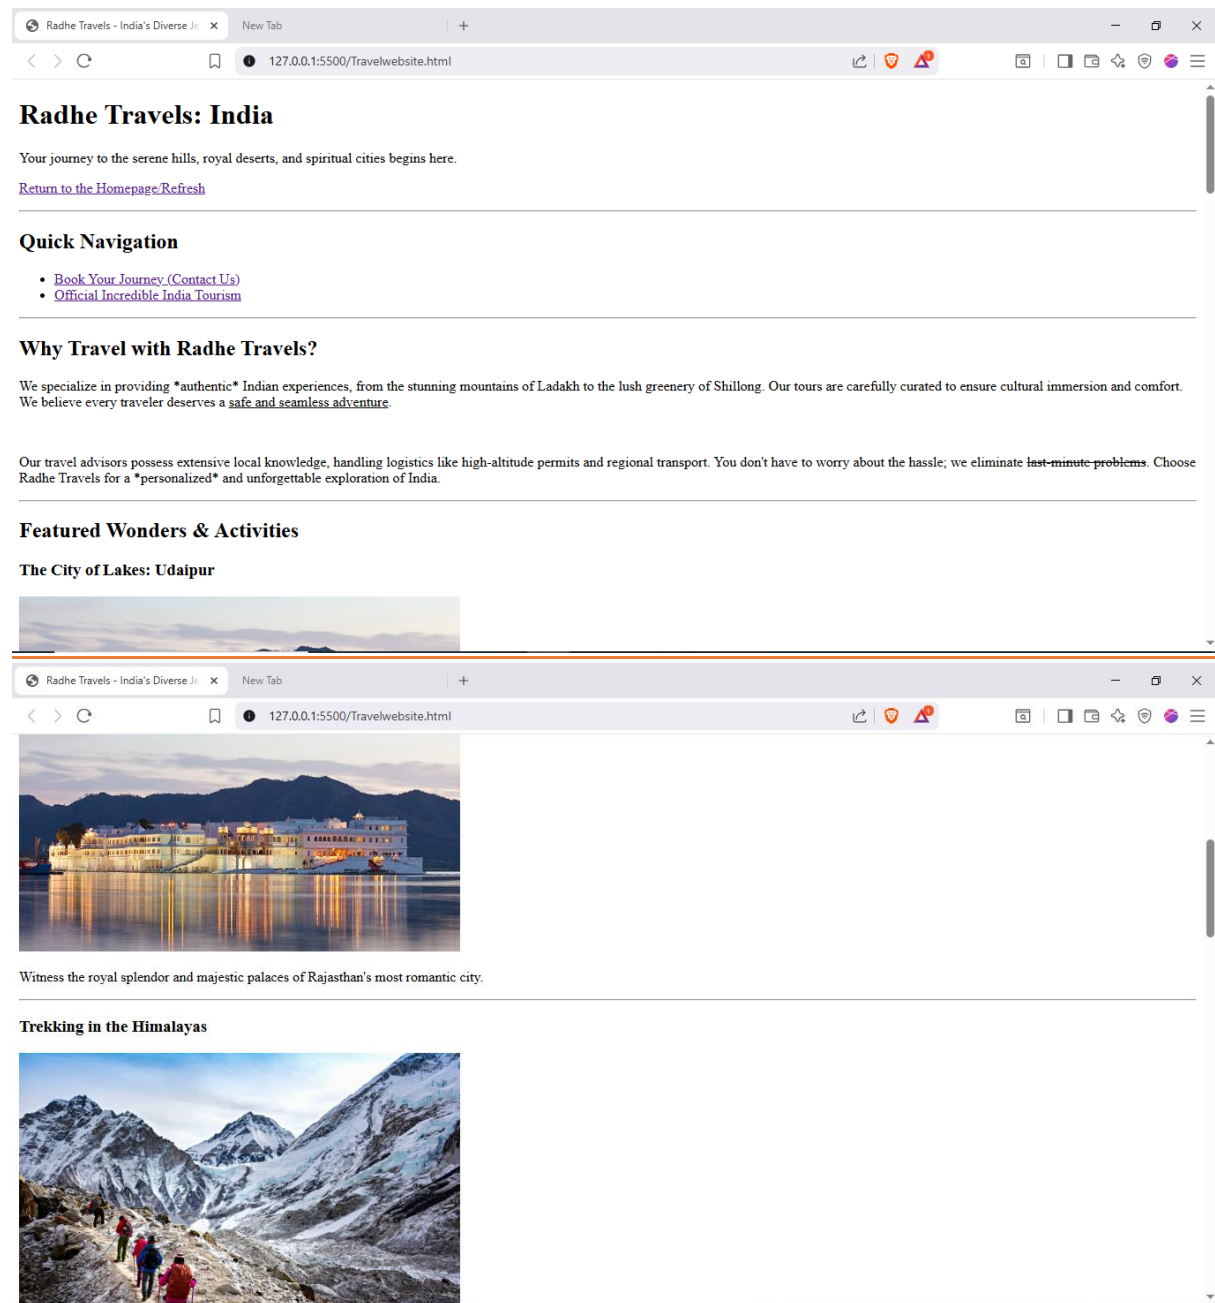 Radhe Travels - India's Diverse Je
New Tab
127.0.0.1:5500/Travelwebsite.html
1
Radhe Travels: India
Your journey to the serene hills, royal deserts, and spiritual cities begins here.
Return to the Homepage/Refresh
Quick Navigation
Book Your Journey (Contact Us)
Official Incredible India Tourism
Why Travel with Radhe Travels?
We specialize in providing *authentic* Indian experiences, from the stunning mountains of Ladakh to the lush greenery of Shillong. Our tours are carefully curated to ensure cultural immersion and comfort.
We believe every traveler deserves a safe and seamless adventure.
Our travel advisors possess extensive local knowledge, handling logistics like high-altitude permits and regional transport. You don't have to worry about the hassle; we eliminate last-minute problems. Choose
Radhe Travels for a *personalized* and unforgettable exploration of India.
Featured Wonders & Activities
The City of Lakes: Udaipur
Radhe Travels - India's Diverse Je
New Tab
127.0.0.1:5500/Travelwebsite.html
1
Witness the royal splendor and majestic palaces of Rajasthan's most romantic city.
Trekking in the Himalayas